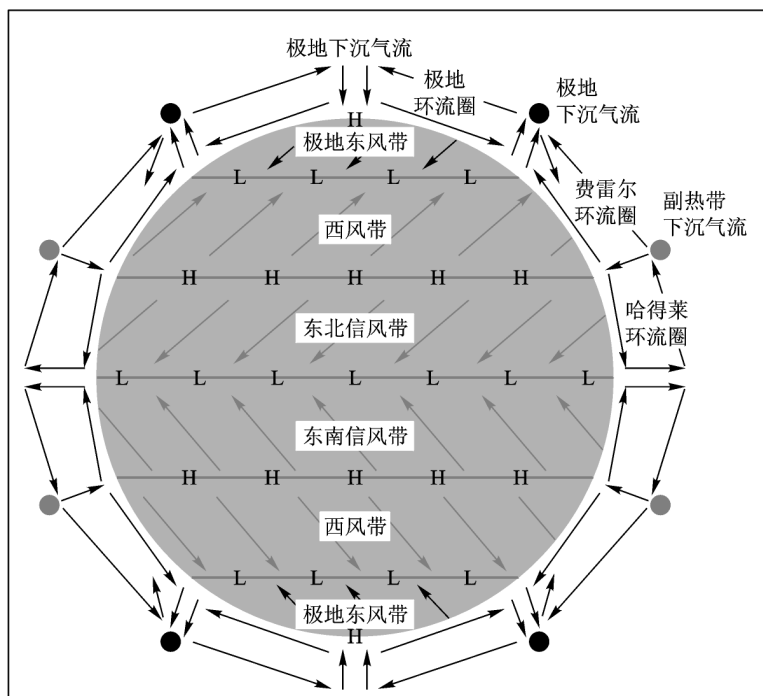 极地下沉气流
极地
环流圈
极地
下沉气流
H
极地东风带
L L L L
费雷尔
环流圈
副热带
下沉气流
西风带
H H H H H
东北信风带
哈得莱
环流圈
L L L L L L L
东南信风带
H H H H H
西风带
L L L L
极地东风带
H